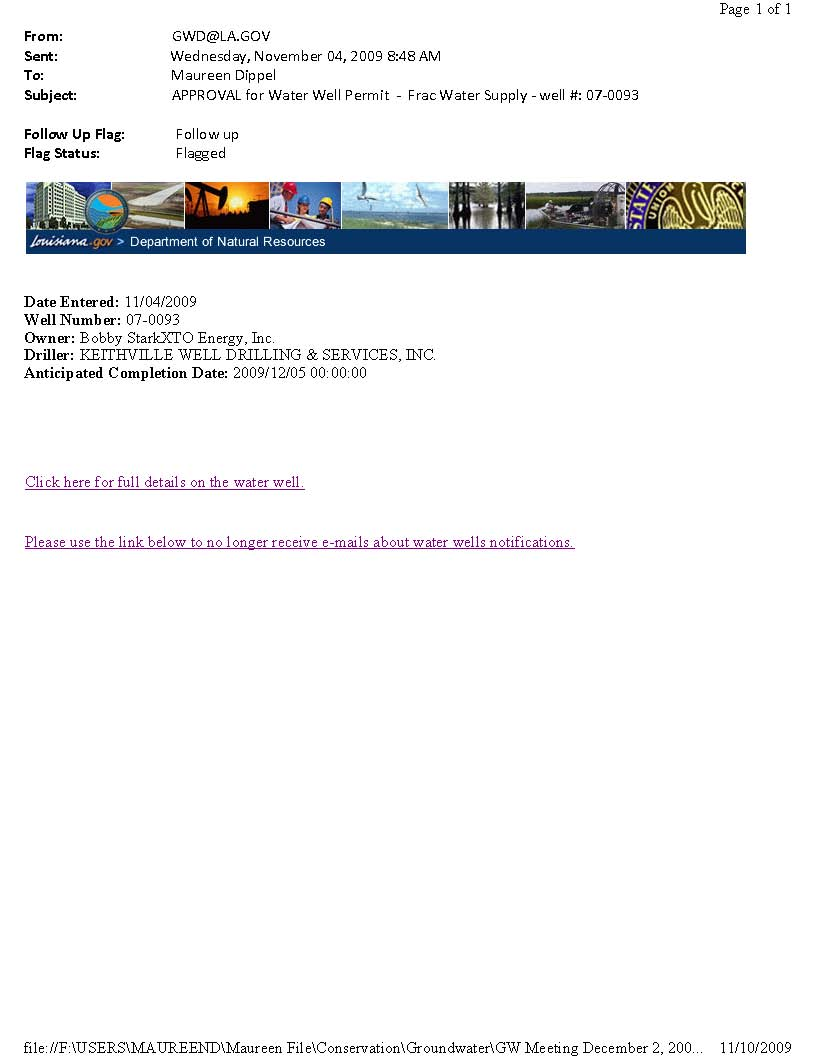 Page 1 of 1
From: GWD@LA.GOV
Sent: Wednesday, November 04, 2009 8:48 AM
To: Maureen Dippel
Subject: APPROVAL for Water Well Permit - Frac Water Supply - well #: 07-0093
Follow Up Flag: Follow up
Flag Status: Flagged
STATE
UNION
Louisiana.gov > Department of Natural Resources
Date Entered: 11/04/2009
Well Number: 07-0093
Owner: Bobby StarkXTO Energy, Inc.
Driller: KEITHVILLE WELL DRILLING & SERVICES, INC.
Anticipated Completion Date: 2009/12/05 00:00:00
Click here for full details on the water well.
Please use the link below to no longer receive e-mails about water wells notifications.
file://F:\USERS\MAUREEND\Maureen File\Conservation\Groundwater\GW Meeting December 2, 200... 11/10/2009